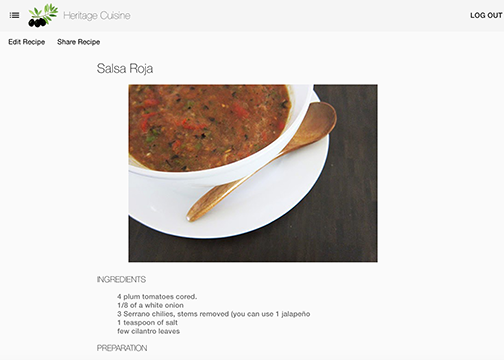 Heritage Cuisine
LOG OUT
Edit Recipe
Share Recipe
Salsa Roja
INGREDIENTS
4 plum tomatoes cored.
1/8 of a white onion
3 Serrano chilies, stems removed (you can use 1 jalapeño
1 teaspoon of salt
few cilantro leaves
PREPARATION